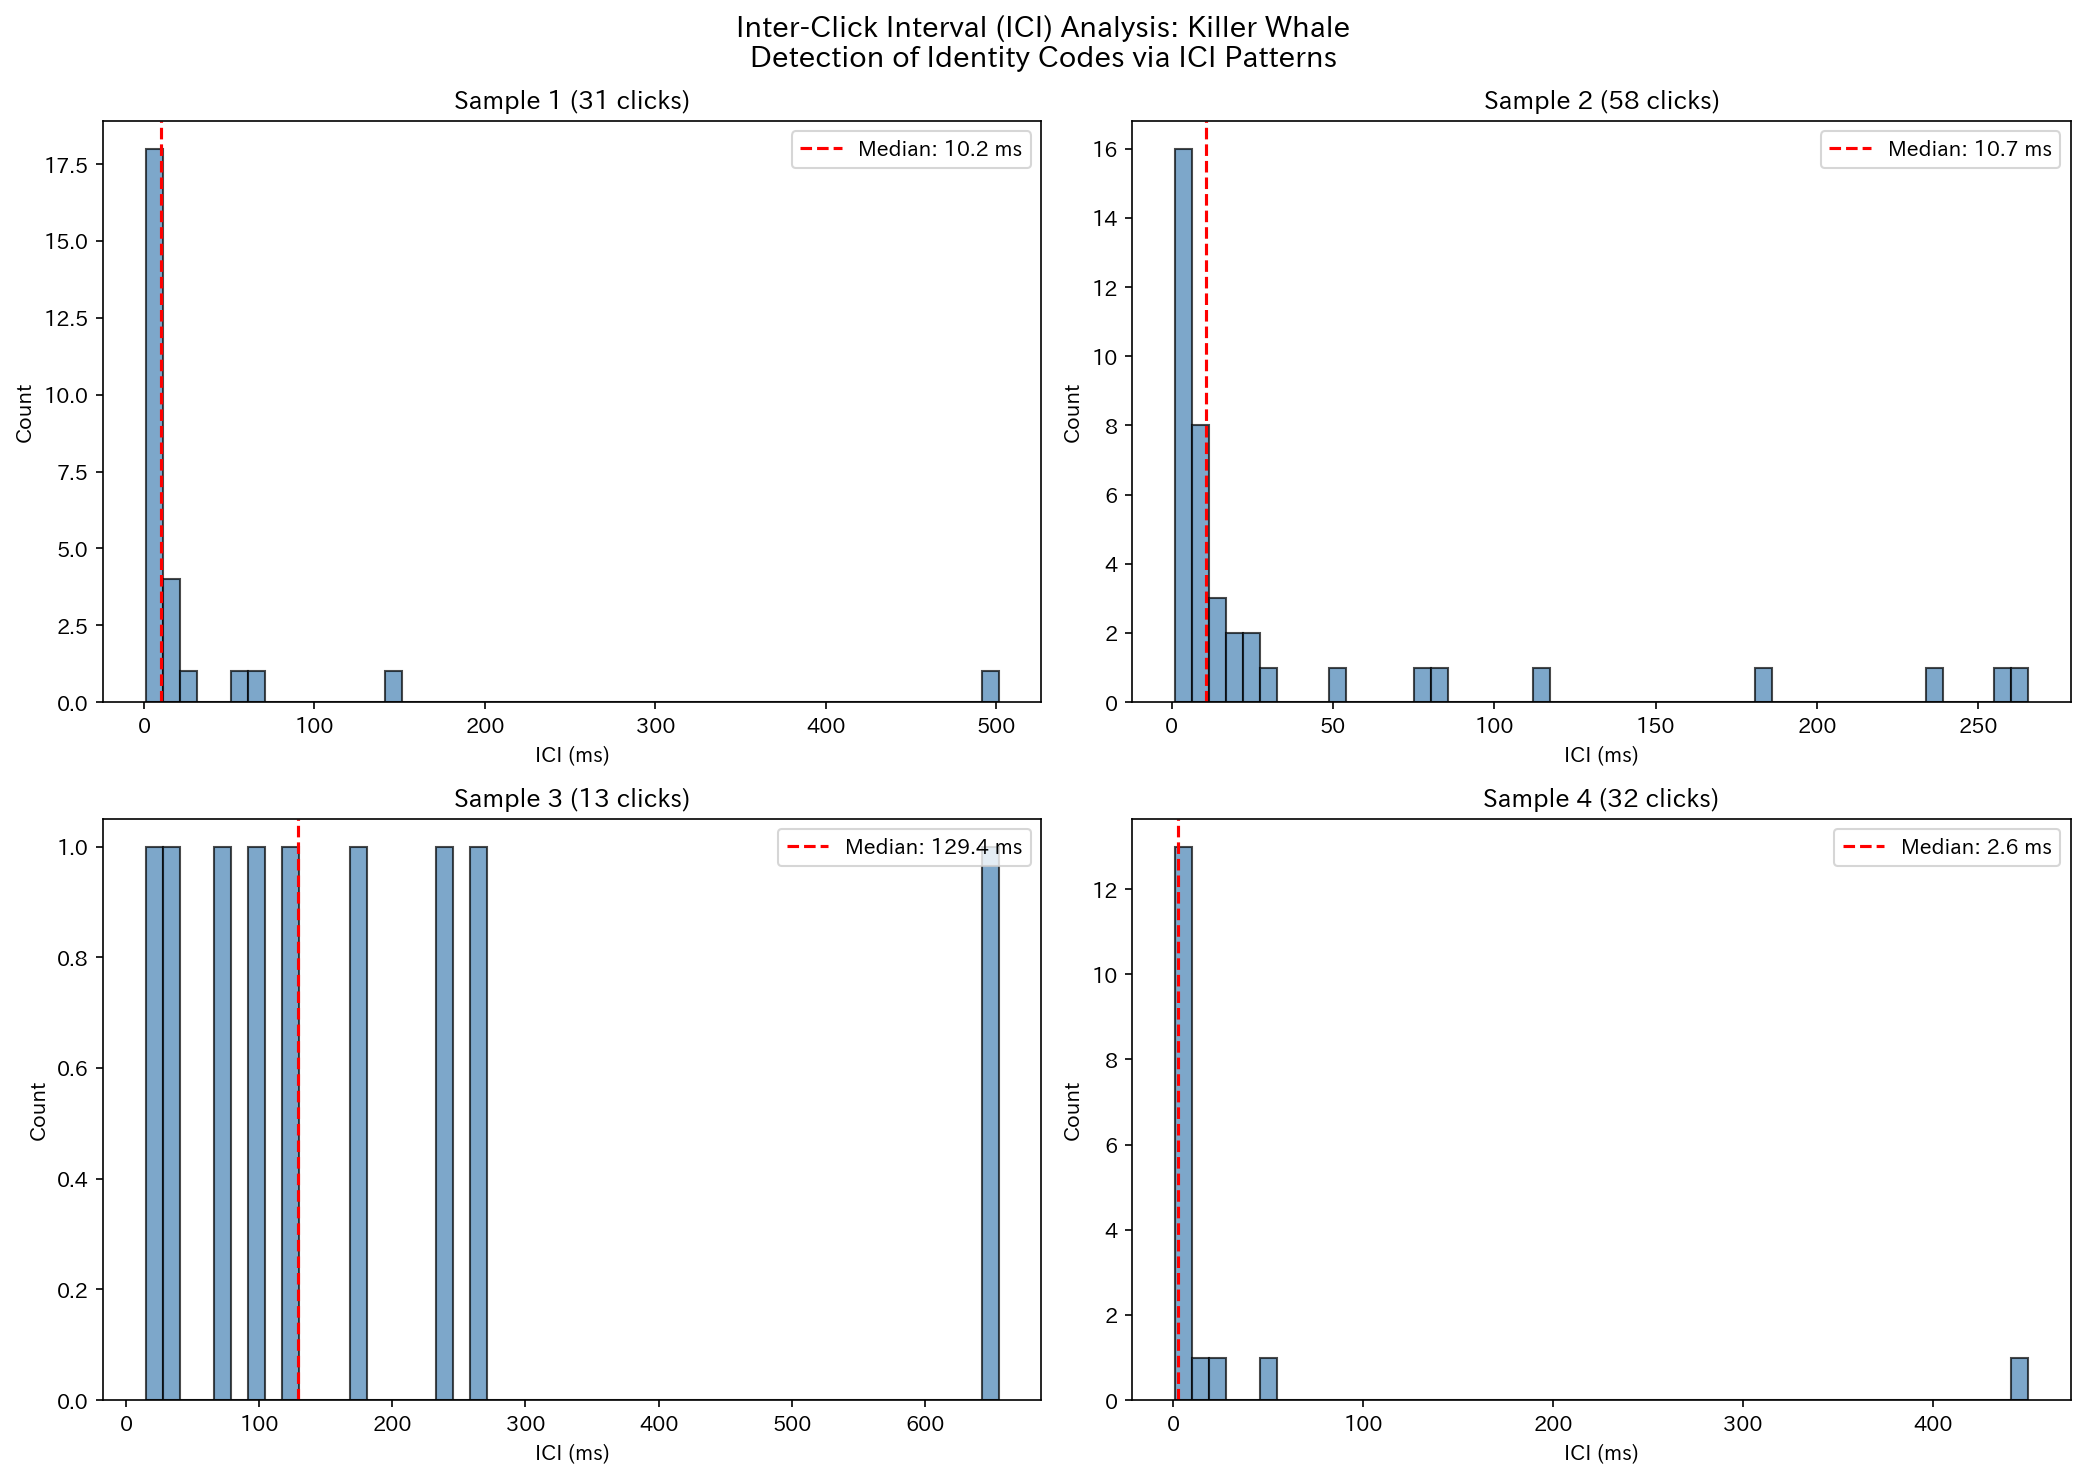 Inter-Click Interval (ICI) Analysis: Killer Whale
Detection of Identity Codes via ICI Patterns
Sample 1 (31 clicks)
Median: 10.2 ms
Count
17.5
15.0
12.5
10.0
7.5
5.0
2.5
0.0
0 100 200 300 400 500
ICI (ms)
Sample 2 (58 clicks)
Median: 10.7 ms
Count
16
14
12
10
8
6
4
2
0
0 50 100 150 200 250
ICI (ms)
Sample 3 (13 clicks)
Median: 129.4 ms
Count
1.0
0.8
0.6
0.4
0.2
0.0
0 100 200 300 400 500 600
ICI (ms)
Sample 4 (32 clicks)
Median: 2.6 ms
Count
12
10
8
6
4
2
0
0 100 200 300 400
ICI (ms)